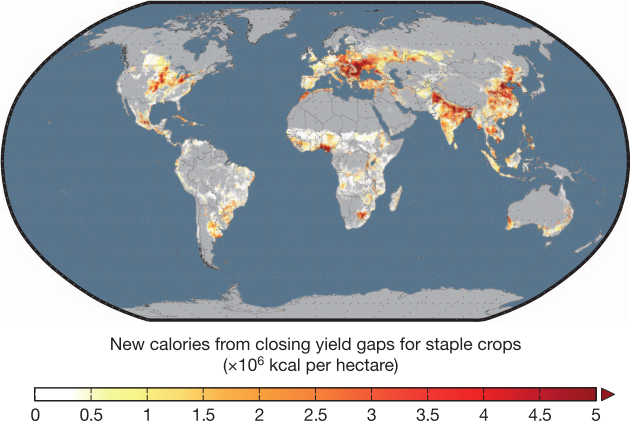 New calories from closing yield gaps for staple crops
(×10⁶ kcal per hectare)
0 0.5 1 1.5 2 2.5 3 3.5 4 4.5 5